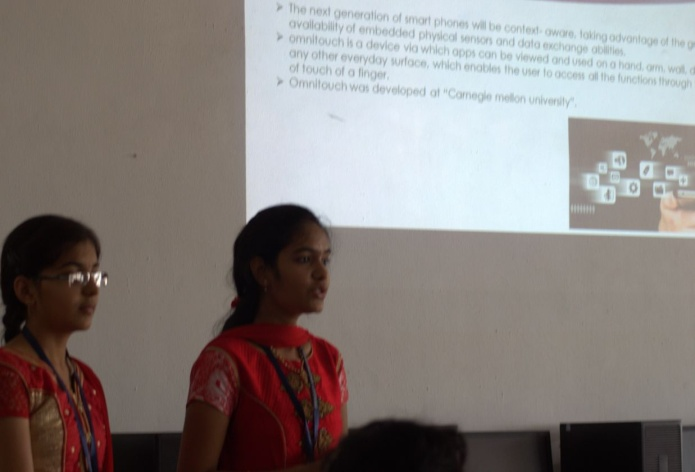 ➢ The next generation of smart phones will be context- aware, taking advantage of the
availability of embedded physical sensors and data exchange abilities.
➢ omnitouch is a device via which apps can be viewed and used on a hand, arm, wall,
any other everyday surface, which enables the user to access all the functions through
of touch of a finger.
➢ Omnitouch was developed at "Carnegie mellon university".